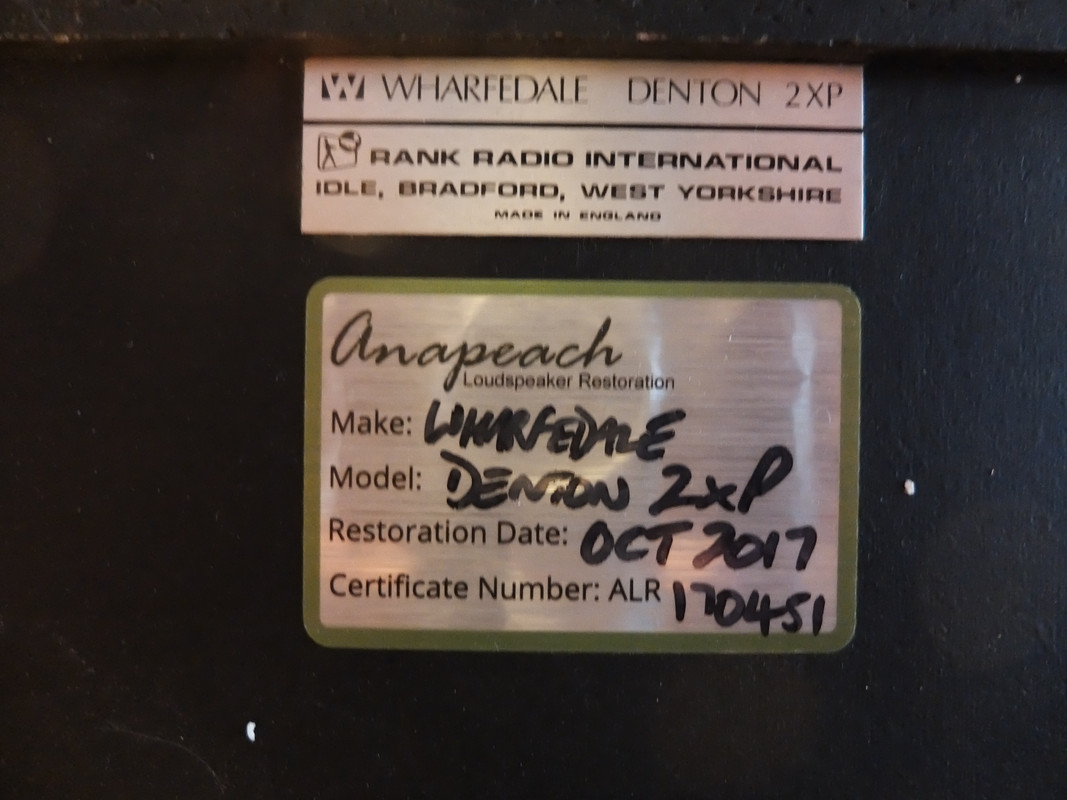 W WHARFEDALE DENTON 2XP
RANK RADIO INTERNATIONAL
IDLE, BRADFORD, WEST YORKSHIRE
MADE IN ENGLAND
Anapeach
Loudspeaker Restoration
Make: WHARFEDALE
Model: DENTON 2XP
Restoration Date: OCT 2017
Certificate Number: ALR 170451